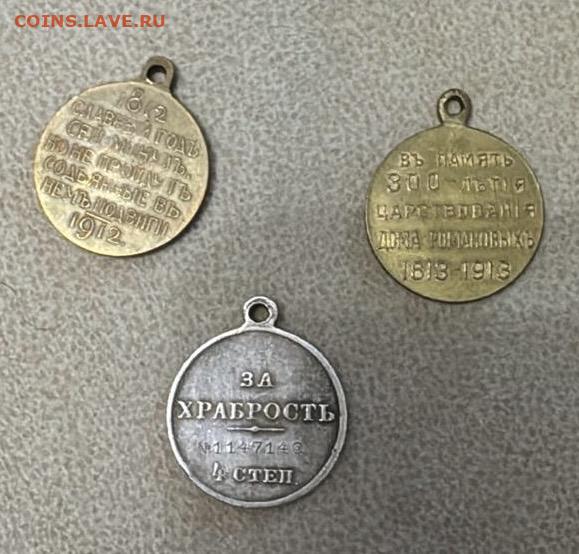 COINS.LAVE.RU
1812
СЛАВНЫЙ ГОДЪ
СЕЙ МИНУЛЪ,
НО НЕ ПРОЙДУТЪ
СОДѢЯННЫЕ ВЪ
НЕМЪ ПОДВИГИ
1912
ВЪ ПАМЯТЬ
300-ЛѢТІЯ
ЦАРСТВОВАНІЯ
ДОМА РОМАНОВЫХЪ
1613-1913
ЗА
ХРАБРОСТЬ
№1147149
4 СТЕП.